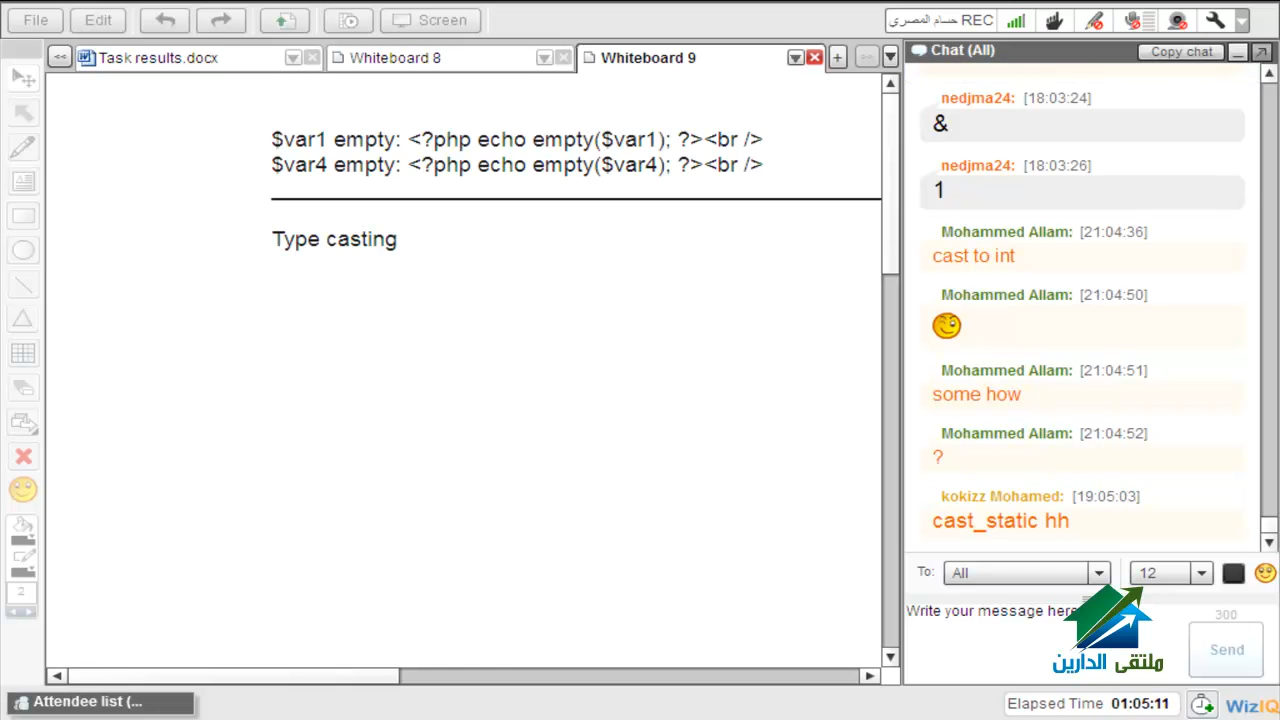 File
Edit
Screen
REC حسام المصري
<<
Task results.docx
Whiteboard 8
Whiteboard 9
+
Chat (All)
Copy chat
$var1 empty: <?php echo empty($var1); ?><br />
$var4 empty: <?php echo empty($var4); ?><br />
Type casting
nedjma24: [18:03:24]
&
nedjma24: [18:03:26]
1
Mohammed Allam: [21:04:36]
cast to int
Mohammed Allam: [21:04:50]
Mohammed Allam: [21:04:51]
some how
Mohammed Allam: [21:04:52]
?
kokizz Mohamed: [19:05:03]
cast_static hh
To:
All
12
Write your message here
300
Send
ملتقى الدارين
2
Attendee list (...
Elapsed Time 01:05:11
WizIQ